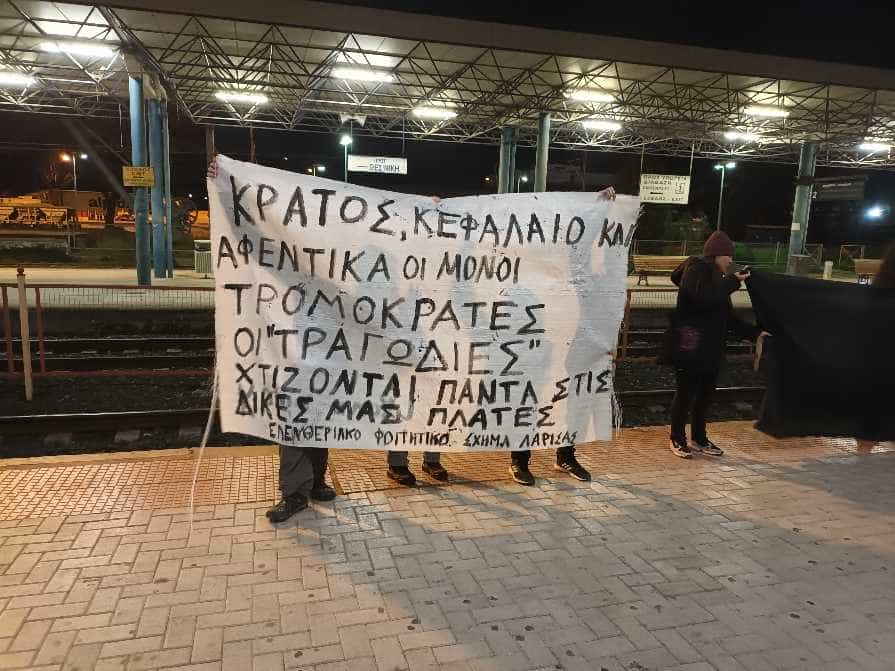 ΚΡΑΤΟΣ, ΚΕΦΑΛΑΙΟ ΚΑΙ
ΑΦΕΝΤΙΚΑ ΟΙ ΜΟΝΟΙ
ΤΡΟΜΟΚΡΑΤΕΣ
ΟΙ "ΤΡΑΓΩΔΙΕΣ"
ΧΤΙΖΟΝΤΑΙ ΠΑΝΤΑ ΣΤΙΣ
ΔΙΚΕΣ ΜΑΣ ΠΛΑΤΕΣ
ΕΛΕΥΘΕΡΙΑΚΟ ΦΟΙΤΗΤΙΚΟ ΣΧΗΜΑ ΛΑΡΙΣΑΣ